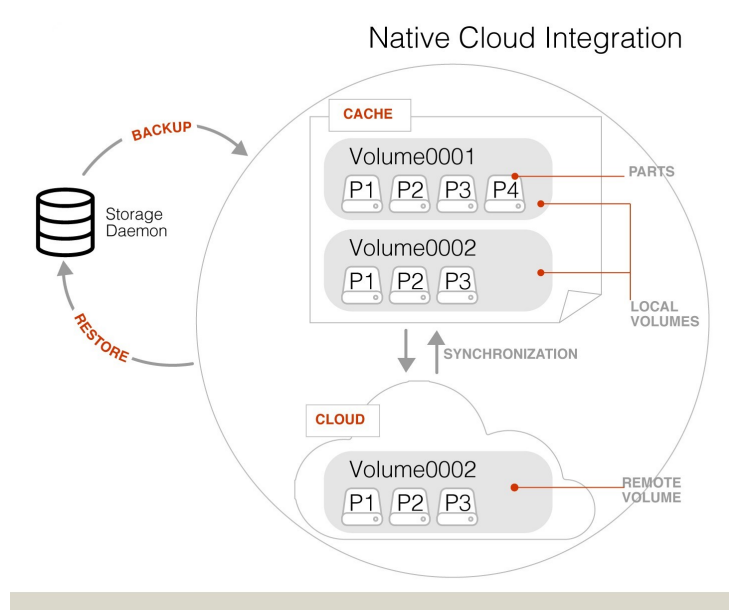 Native Cloud Integration
BACKUP
CACHE
Volume0001
P1 P2 P3 P4
PARTS
Storage
Daemon
Volume0002
P1 P2 P3
LOCAL
VOLUMES
RESTORE
SYNCHRONIZATION
CLOUD
Volume0002
P1 P2 P3
REMOTE
VOLUME